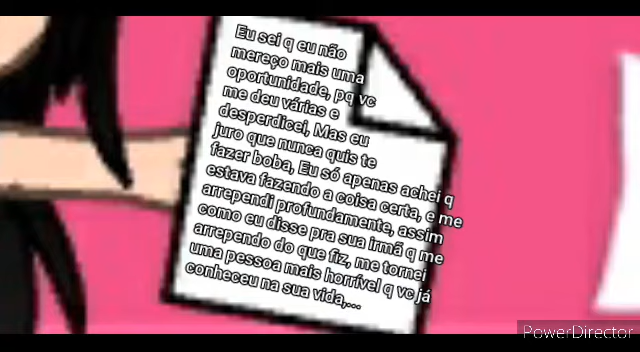 Eu sei q eu não
mereço mais uma
oportunidade, pq vc
me deu várias e
desperdicei, Mas eu
juro que nunca quis te
fazer boba, Eu só apenas achei q
estava fazendo a coisa certa, e me
arrependi profundamente, assim
como eu disse pra sua irmã q me
arrependo do que fiz, me tornei
uma pessoa mais horrível q vc já
conheceu na sua vida,...
PowerDirector